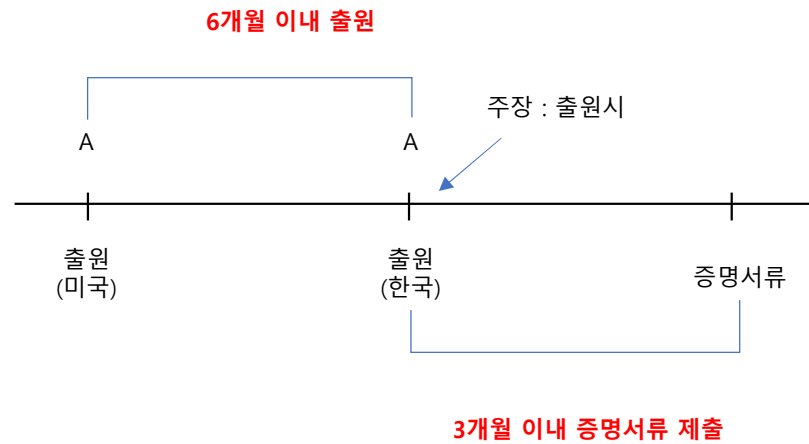 6개월 이내 출원
주장 : 출원시
A
A
출원
(미국)
출원
(한국)
증명서류
3개월 이내 증명서류 제출